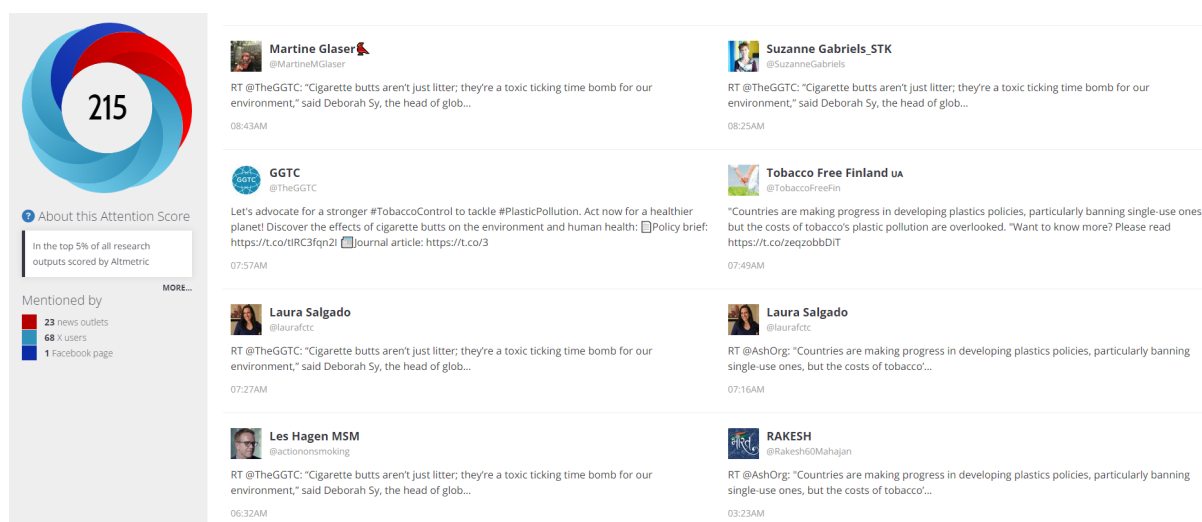 215
About this Attention Score
In the top 5% of all research
outputs scored by Altmetric
MORE...
Mentioned by
23 news outlets
68 X users
1 Facebook page
Martine Glaser
@MartineMGlaser
RT @TheGGTC: “Cigarette butts aren’t just litter; they’re a toxic ticking time bomb for our
environment,” said Deborah Sy, the head of glob…
08:43AM
Suzanne Gabriels_STK
@SuzanneGabriels
RT @TheGGTC: “Cigarette butts aren’t just litter; they’re a toxic ticking time bomb for our
environment,” said Deborah Sy, the head of glob…
08:25AM
GGTC
GGTC
@TheGGTC
Let's advocate for a stronger #TobaccoControl to tackle #PlasticPollution. Act now for a healthier
planet! Discover the effects of cigarette butts on the environment and human health: Policy brief:
https://t.co/tIRC3fqn2I Journal article: https://t.co/3
07:57AM
Tobacco Free Finland UA
@TobaccoFreeFin
"Countries are making progress in developing plastics policies, particularly banning single-use ones
but the costs of tobacco’s plastic pollution are overlooked. "Want to know more? Please read
https://t.co/zeqzobbDiT
07:49AM
Laura Salgado
@laurafctc
RT @TheGGTC: “Cigarette butts aren’t just litter; they’re a toxic ticking time bomb for our
environment,” said Deborah Sy, the head of glob…
07:27AM
Laura Salgado
@laurafctc
RT @AshOrg: "Countries are making progress in developing plastics policies, particularly banning
single-use ones, but the costs of tobacco’…
07:16AM
Les Hagen MSM
@actiononsmoking
RT @TheGGTC: “Cigarette butts aren’t just litter; they’re a toxic ticking time bomb for our
environment,” said Deborah Sy, the head of glob…
06:32AM
भारत
RAKESH
@Rakesh60Mahajan
RT @AshOrg: "Countries are making progress in developing plastics policies, particularly banning
single-use ones, but the costs of tobacco’…
03:23AM